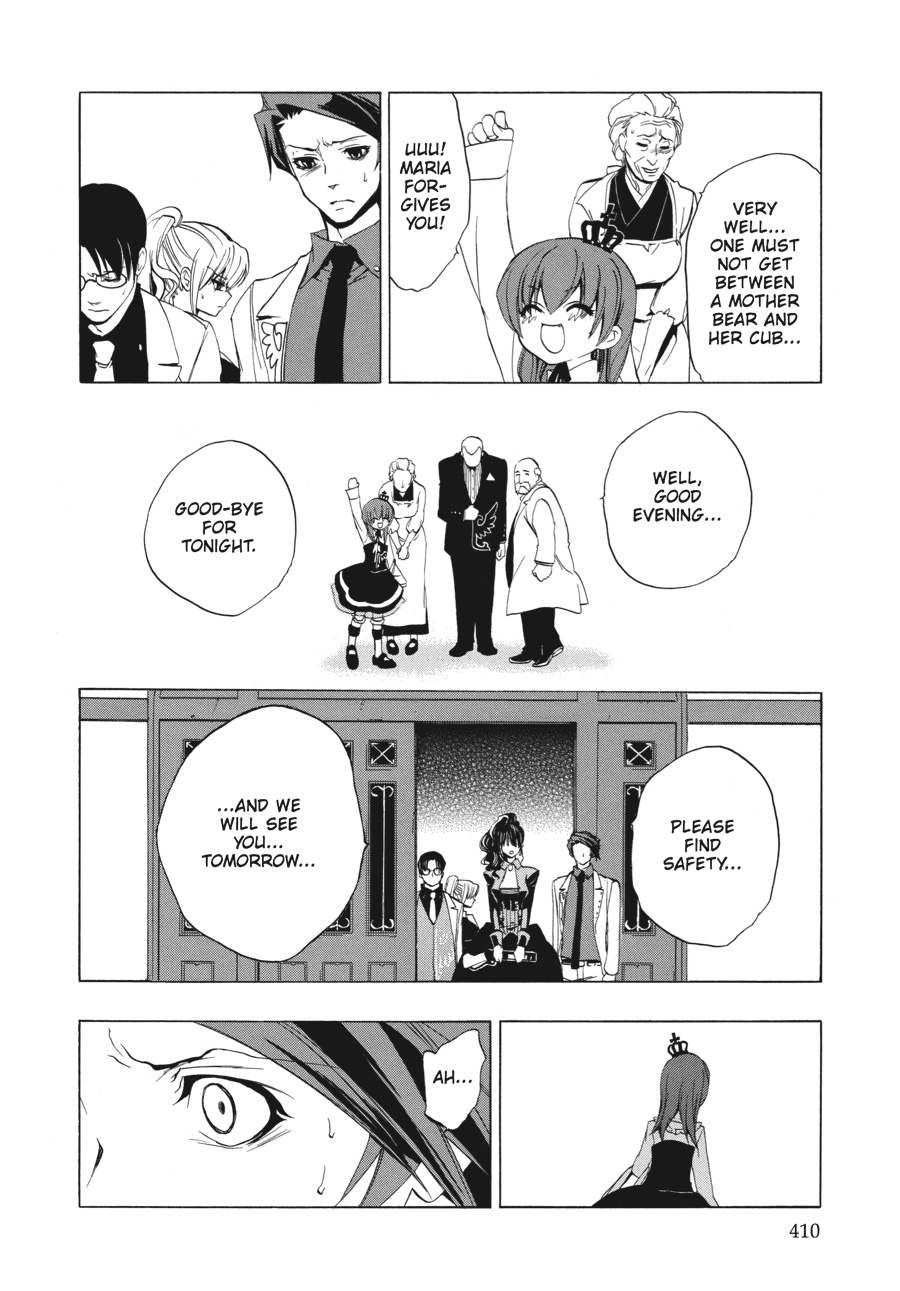 VERY
WELL...
ONE MUST
NOT GET
BETWEEN
A MOTHER
BEAR AND
HER CUB...
UUU!
MARIA
FOR-
GIVES
YOU!
WELL,
GOOD
EVENING...
GOOD-BYE
FOR
TONIGHT.
PLEASE
FIND
SAFETY...
...AND WE
WILL SEE
YOU...
TOMORROW...
AH...
410